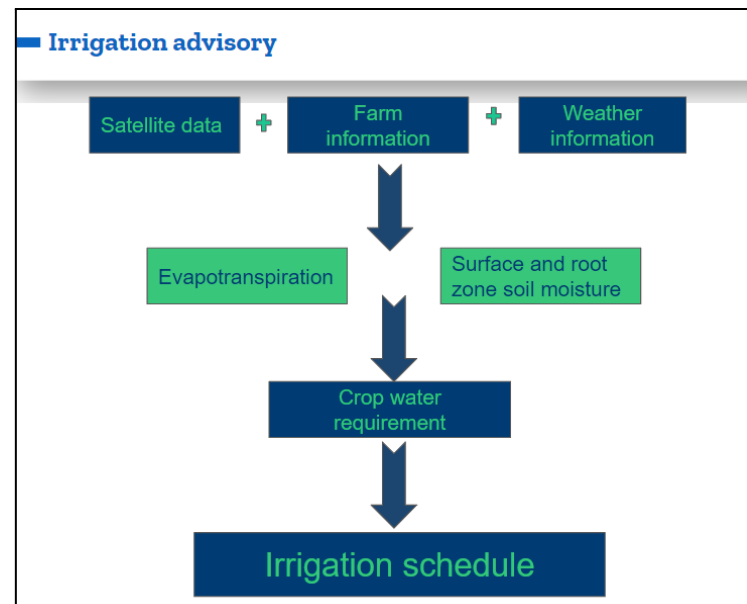 Irrigation advisory
Satellite data + Farm information + Weather information
Evapotranspiration
Surface and root
zone soil moisture
Crop water
requirement
Irrigation schedule